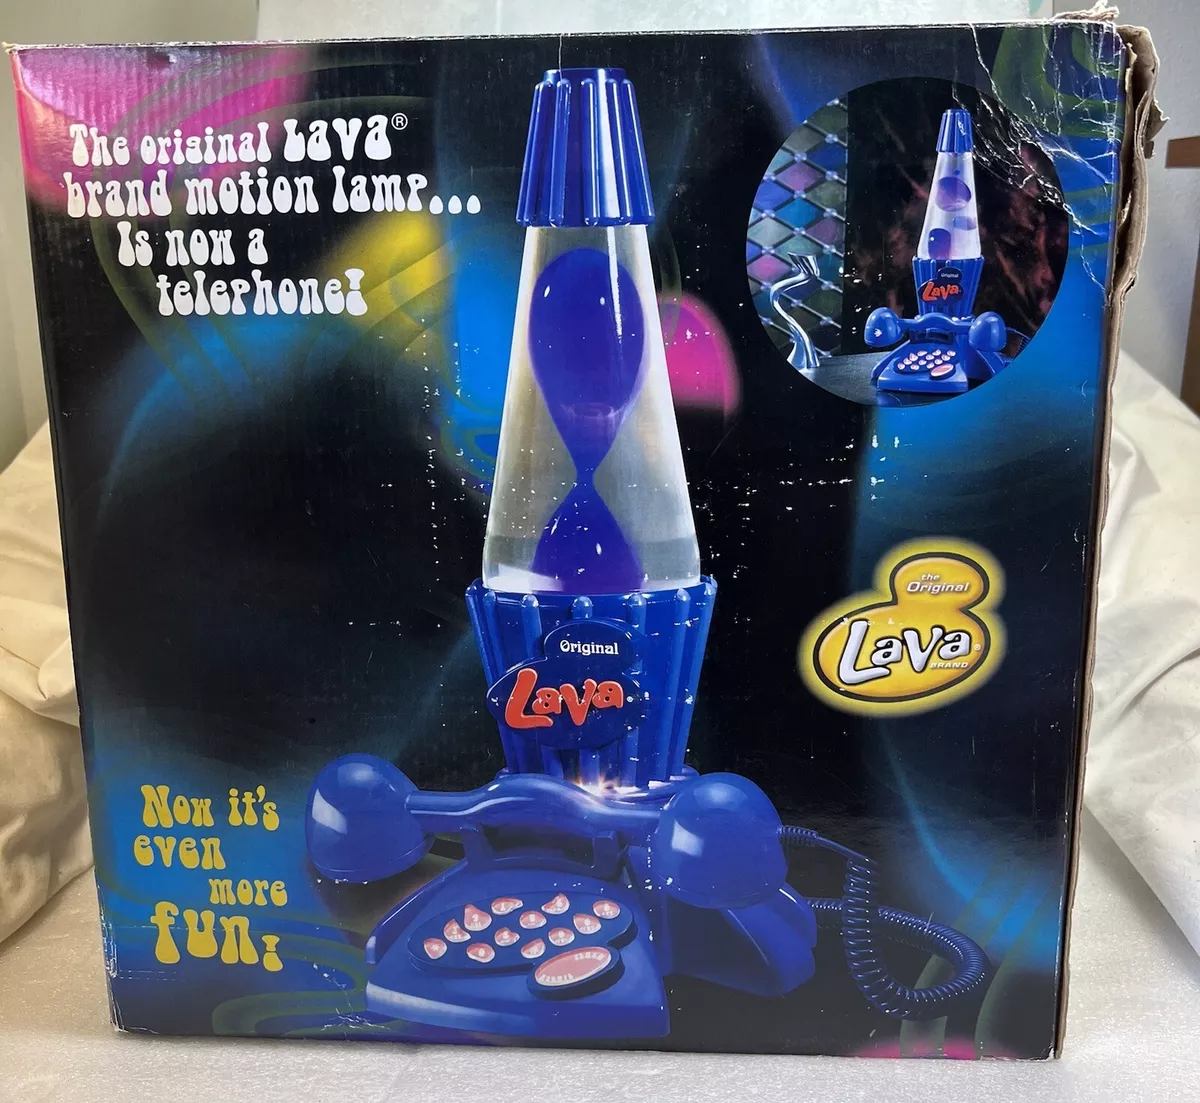 The original Lava®
brand motion lamp...
Is now a
telephone!
Original
Lava
Original
Lava
the
Original
Lava®
BRAND
Now it's
even
more
fun!